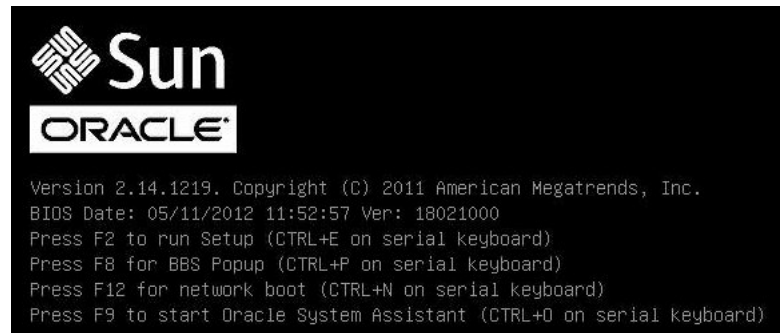 Sun
ORACLE
Version 2.14.1219. Copyright (C) 2011 American Megatrends, Inc.
BIOS Date: 05/11/2012 11:52:57 Ver: 18021000
Press F2 to run Setup (CTRL+E on serial keyboard)
Press F8 for BBS Popup (CTRL+P on serial keyboard)
Press F12 for network boot (CTRL+N on serial keyboard)
Press F9 to start Oracle System Assistant (CTRL+O on serial keyboard)